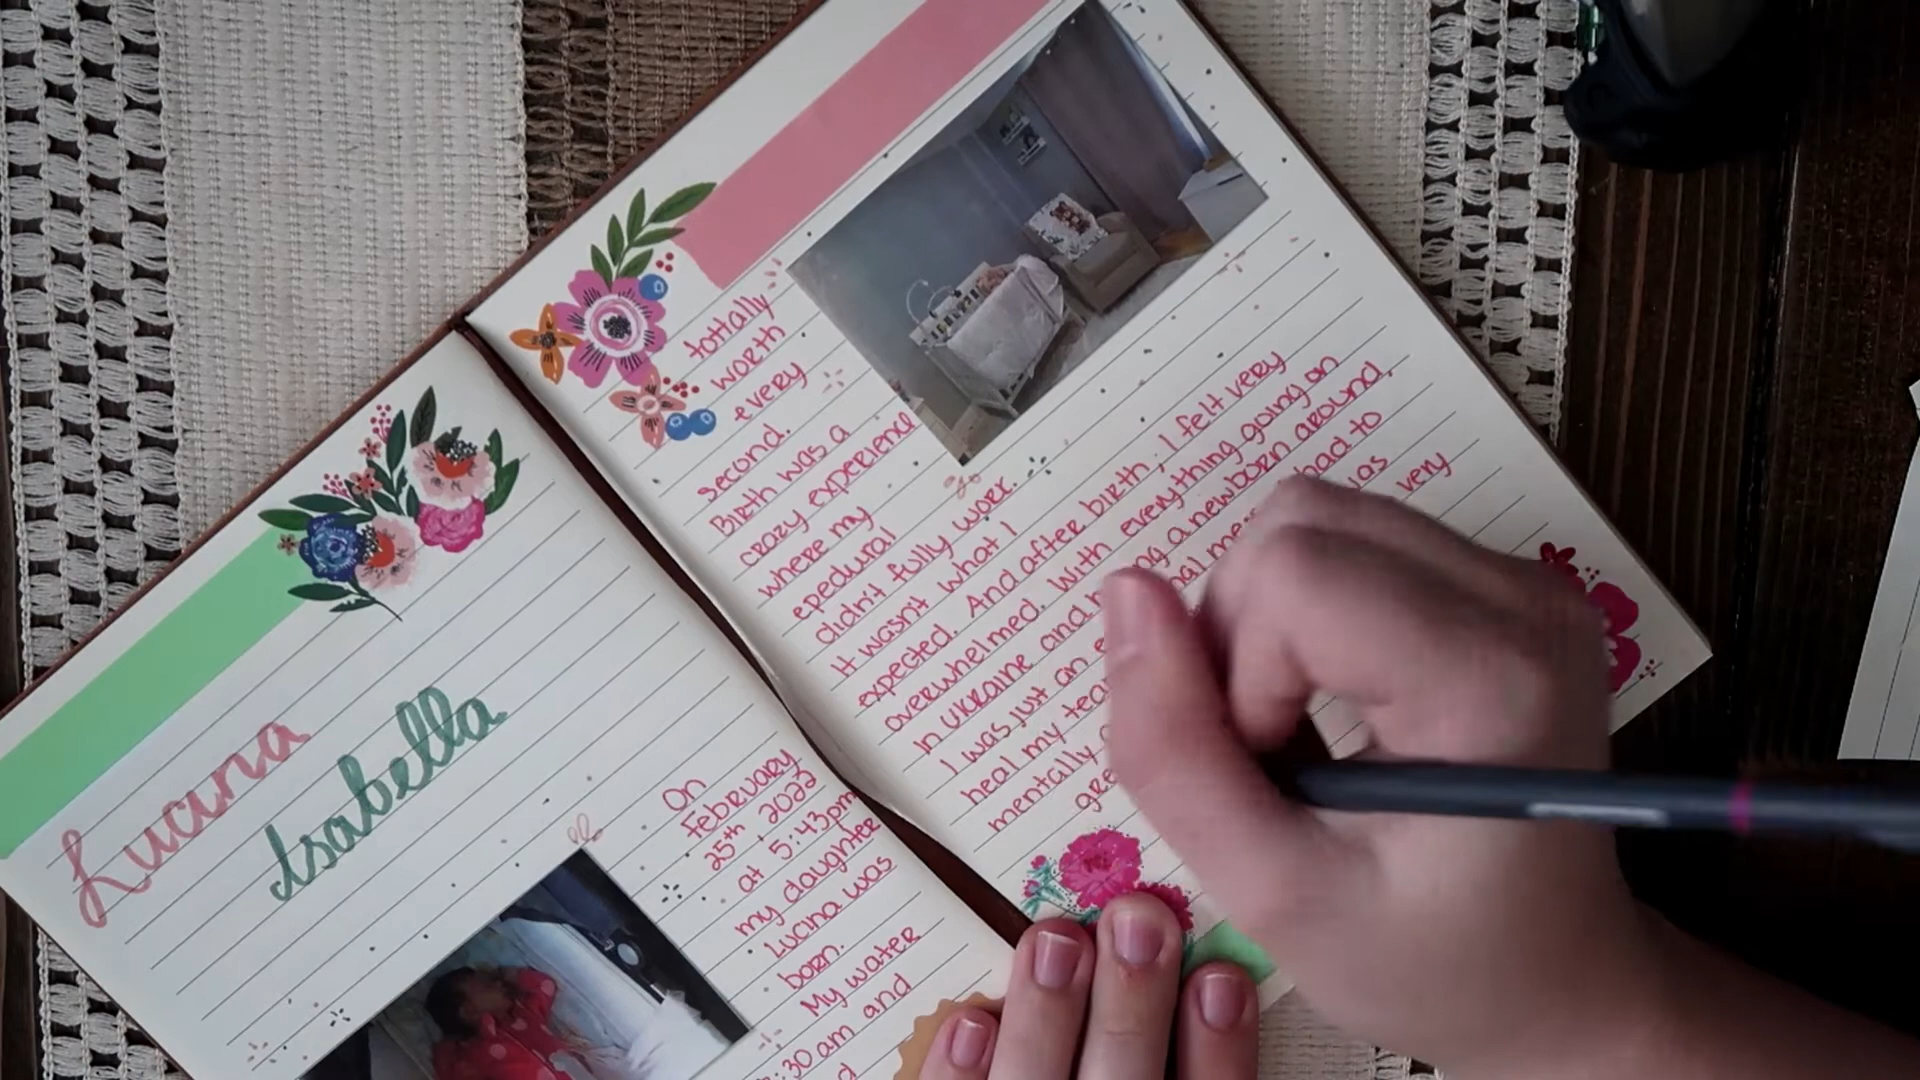 Luciana
Isabella
On
February
25th, 2022
at 5:43pm
my daughter
Lucina was
born.
My water
:30 am and
tottally
worth
every
second.
Birth was a
crazy experience
where my
epedural
didn't fully work.
It wasn't what I
expected. And after birth, I felt very
overwhelmed. With everything going on
In Ukraine and a newborn around,
I was just an had to
heal my was
mentally very